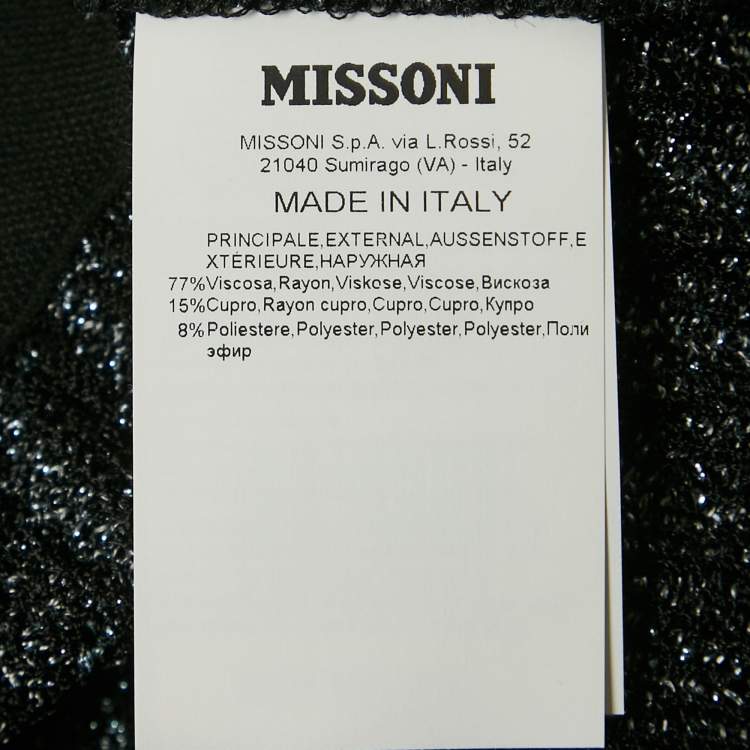 MISSONI
MISSONI S.p.A. via L.Rossi, 52
21040 Sumirago (VA) - Italy
MADE IN ITALY
PRINCIPALE,EXTERNAL,AUSSENSTOFF,E
XTÉRIEURE,НАРУЖНАЯ
77%Viscosa,Rayon,Viskose,Viscose,Вискоза
15%Cupro,Rayon cupro,Cupro,Cupro,Купро
8%Poliestere,Polyester,Polyester,Polyester,Поли
эфир